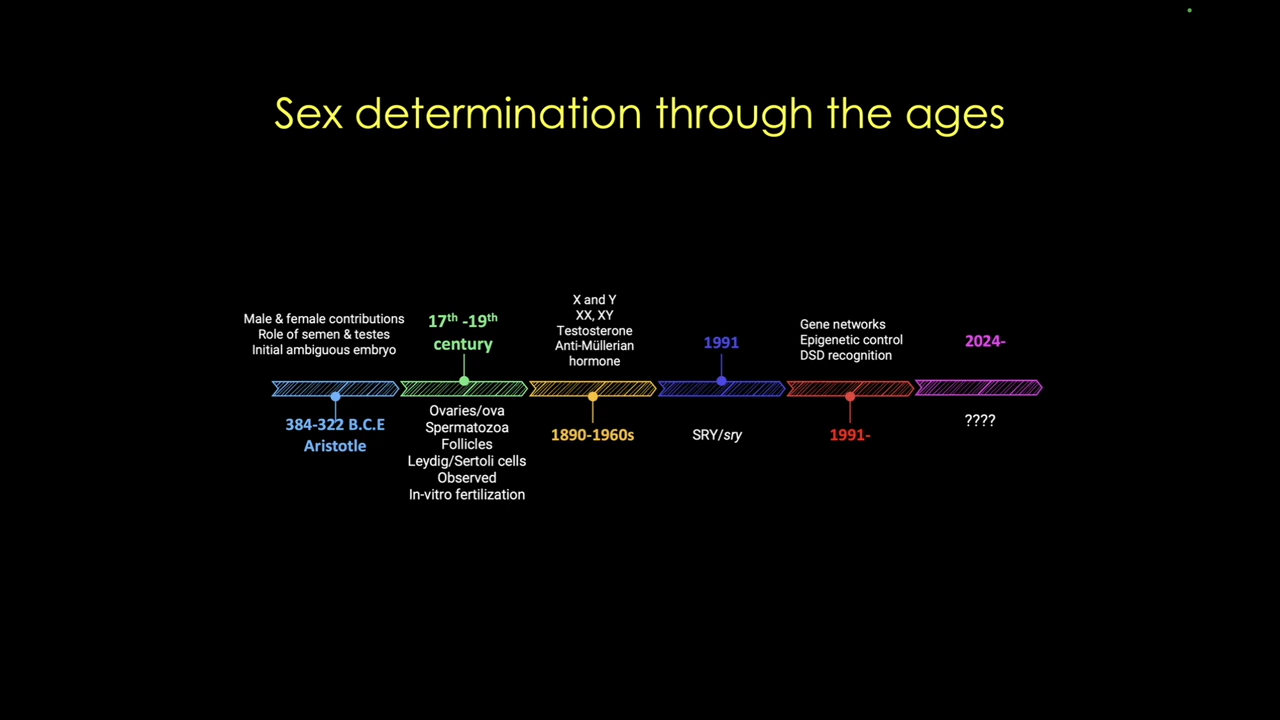 Sex determination through the ages
Male & female contributions
Role of semen & testes
Initial ambiguous embryo
384-322 B.C.E
Aristotle
17th -19th
century
Ovaries/ova
Spermatozoa
Follicles
Leydig/Sertoli cells
Observed
In-vitro fertilization
X and Y
XX, XY
Testosterone
Anti-Müllerian
hormone
1890-1960s
1991
SRY/sry
Gene networks
Epigenetic control
DSD recognition
1991-
2024-
????